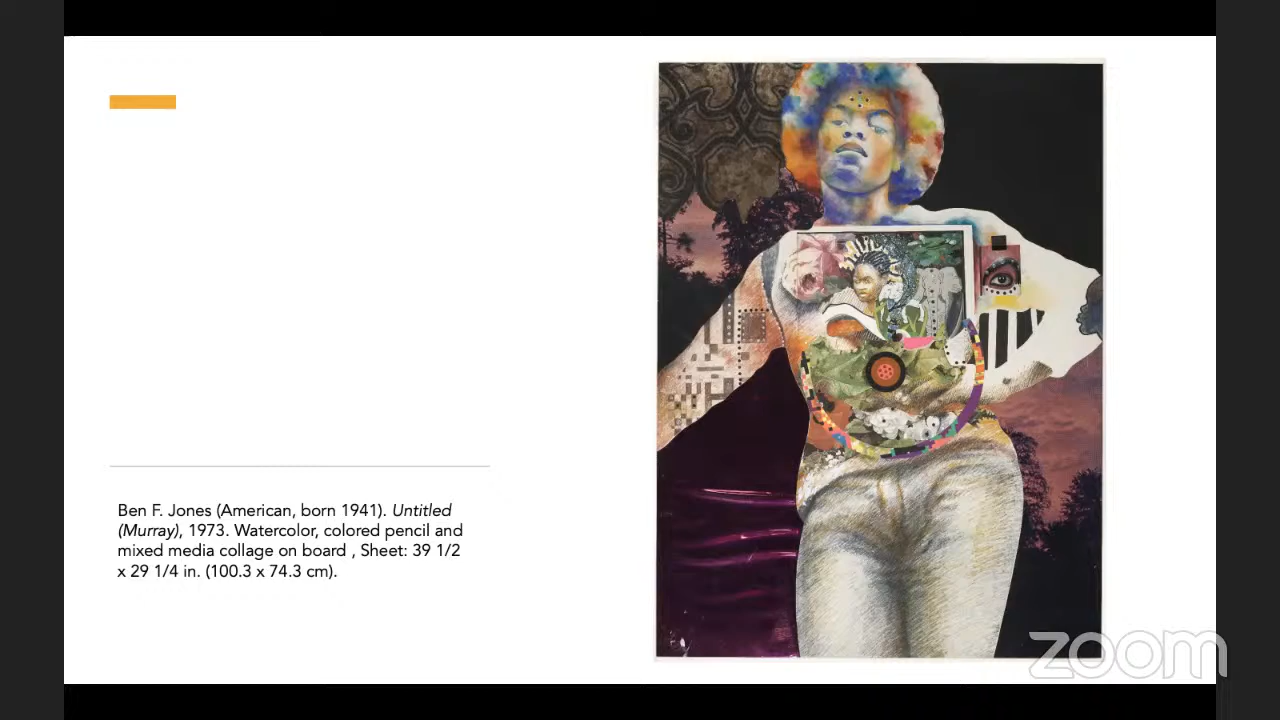 Ben F. Jones (American, born 1941). Untitled
(Murray), 1973. Watercolor, colored pencil and
mixed media collage on board , Sheet: 39 1/2
x 29 1/4 in. (100.3 x 74.3 cm).
zoom